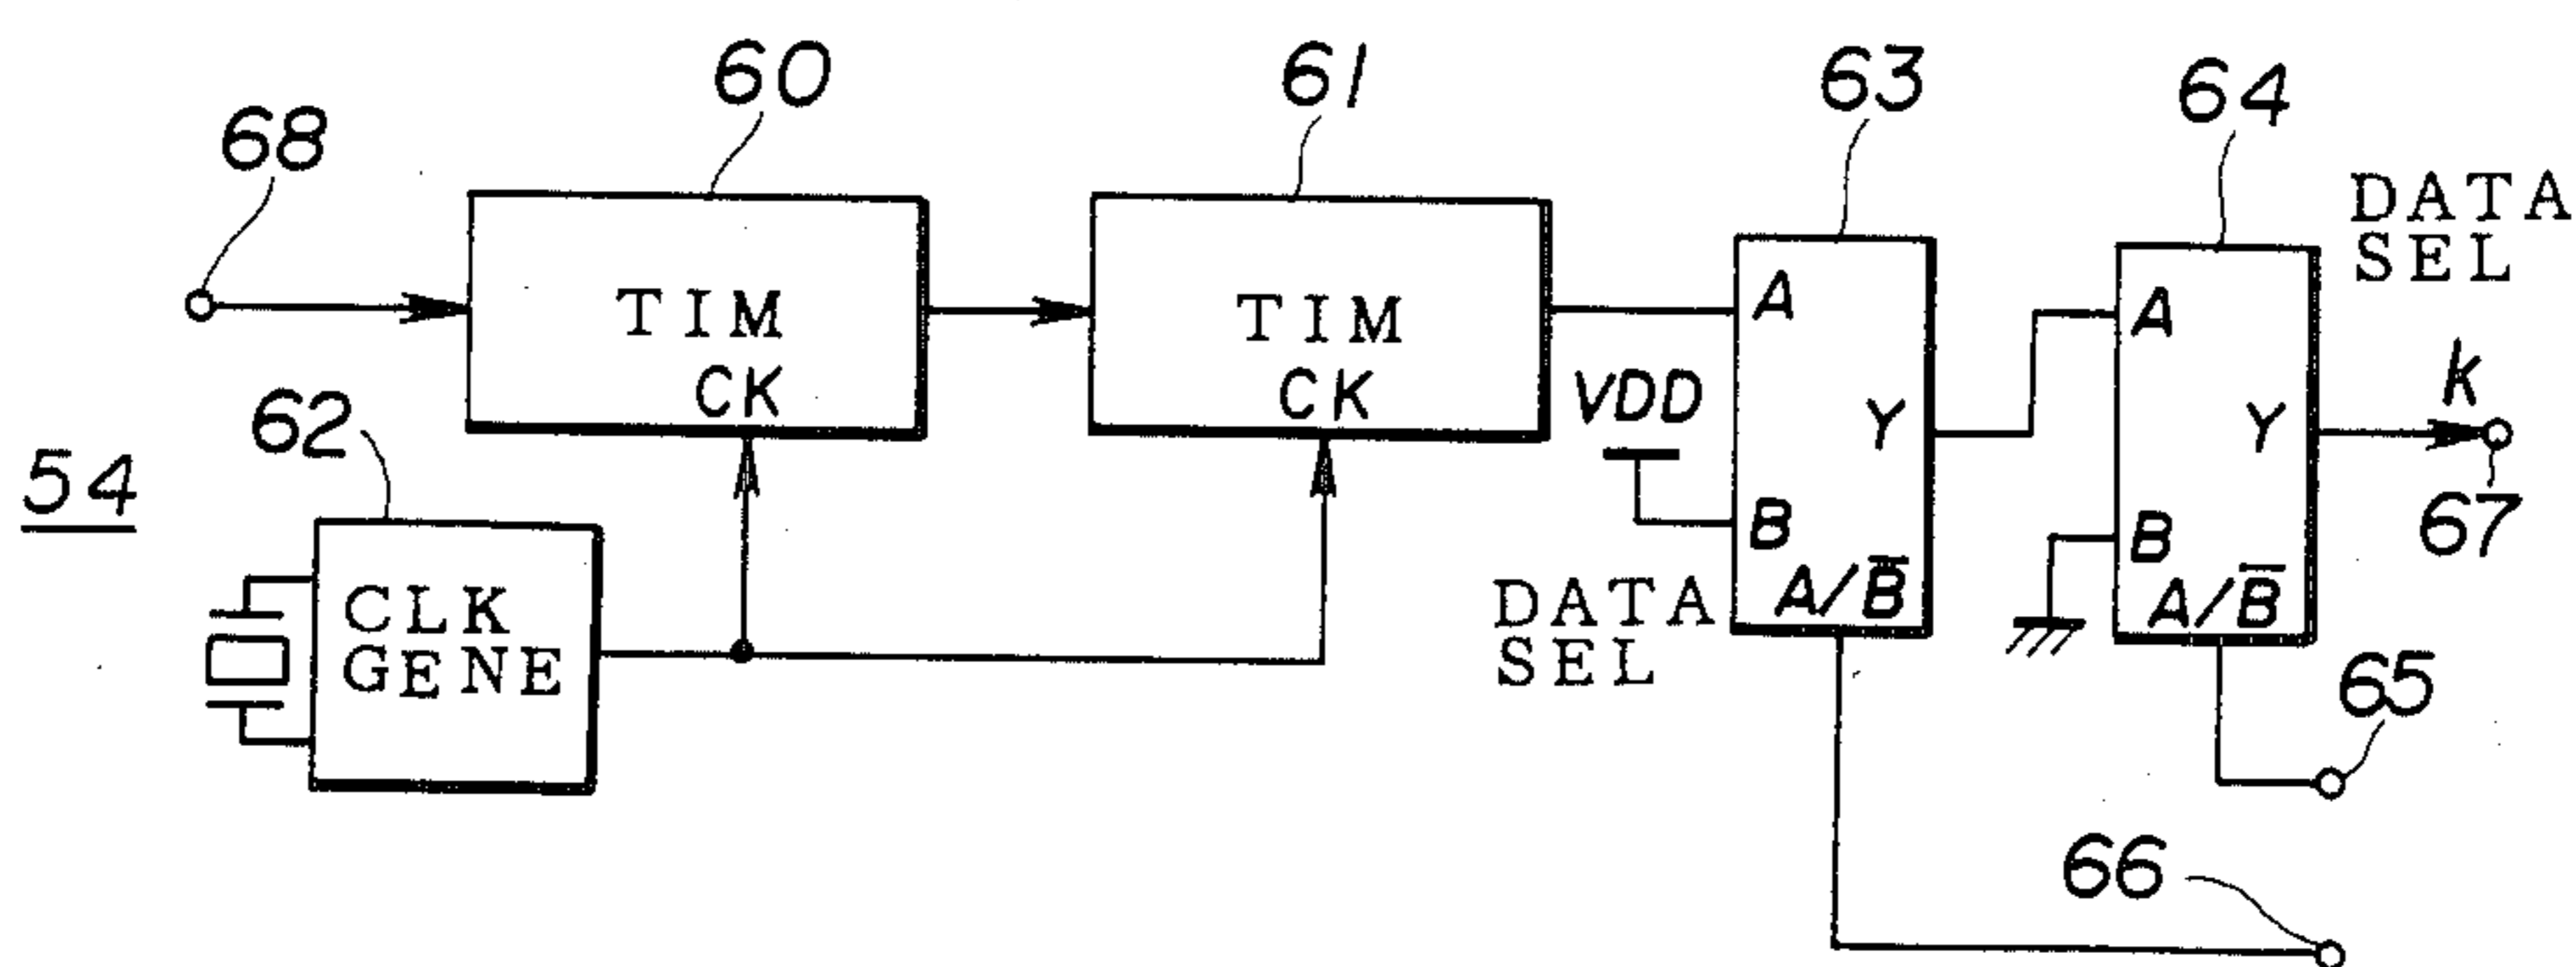 60
61
63
64
68
DATA
SEL
TIM
CK
TIM
CK
A
VDD
B
Y
A/B̅
A
B
Y
A/B̅
k
67
62
54
CLK
GENE
DATA
SEL
65
66